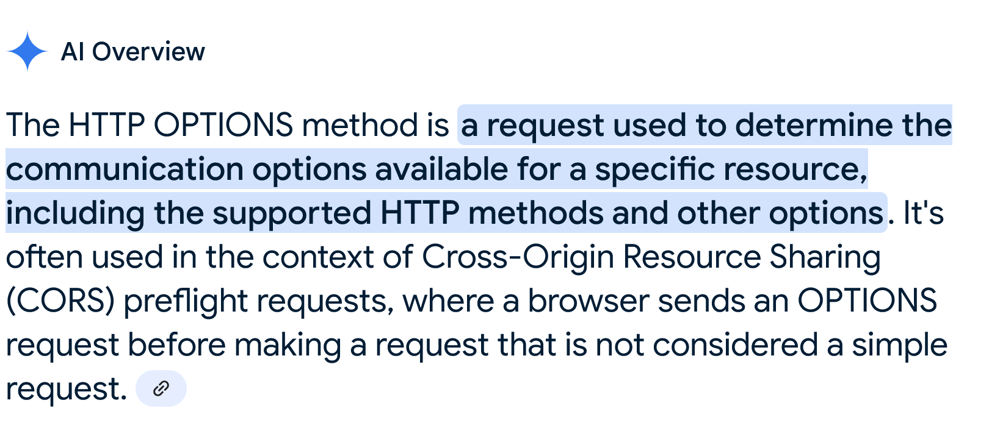 AI Overview
The HTTP OPTIONS method is a request used to determine the
communication options available for a specific resource,
including the supported HTTP methods and other options. It's
often used in the context of Cross-Origin Resource Sharing
(CORS) preflight requests, where a browser sends an OPTIONS
request before making a request that is not considered a simple
request.